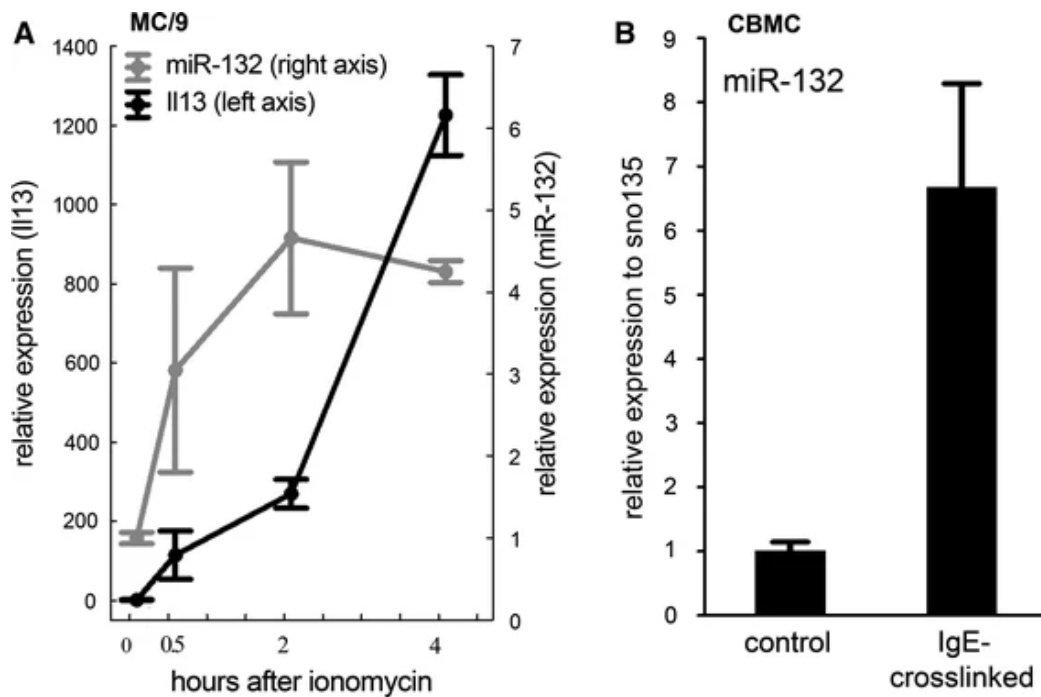 A
MC/9
1400
1200
1000
800
600
400
200
0
relative expression (Il13)
miR-132 (right axis)
Il13 (left axis)
7
6
5
4
3
2
1
0
relative expression (miR-132)
0 0.5 2 4
hours after ionomycin
B
CBMC
miR-132
9
8
7
6
5
4
3
2
1
0
relative expression to sno135
control
IgE-
crosslinked